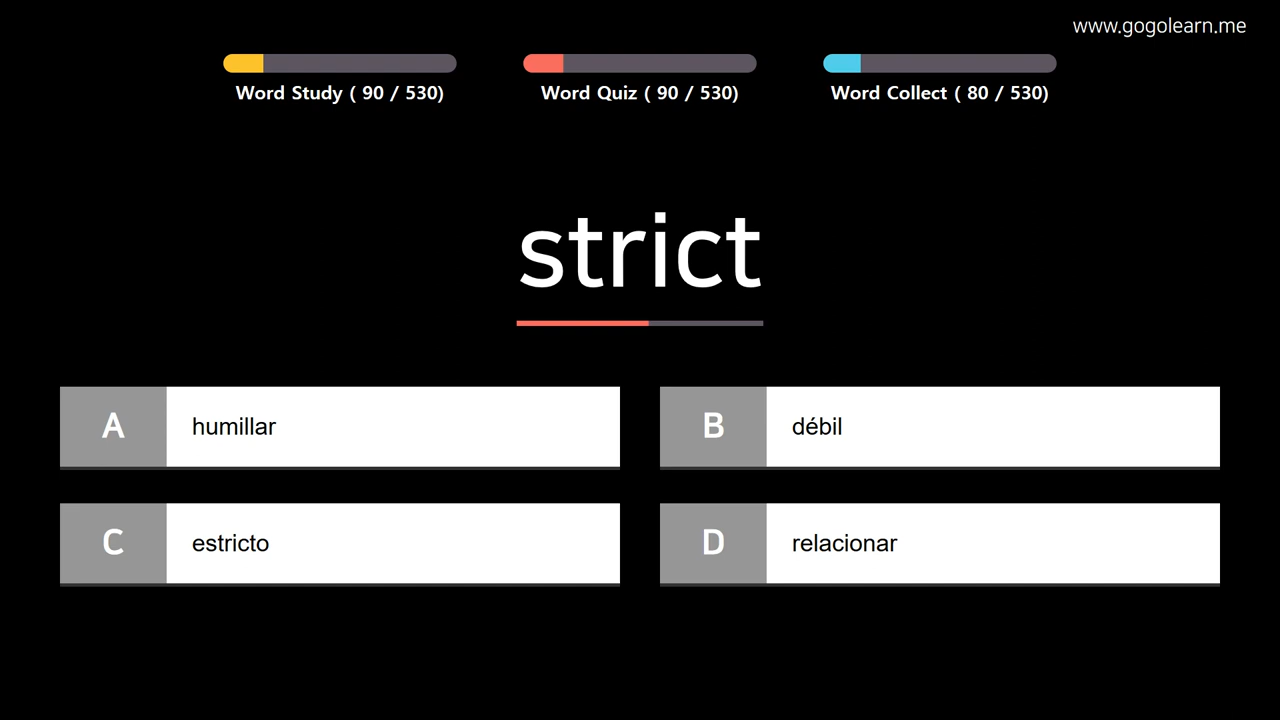 www.gogolearn.me
Word Study ( 90 / 530)
Word Quiz ( 90 / 530)
Word Collect ( 80 / 530)
strict
A
humillar
B
débil
C
estricto
D
relacionar